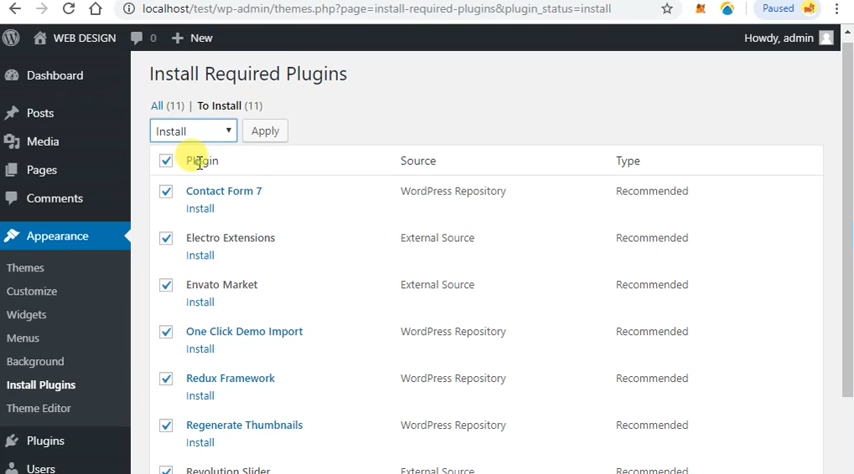 localhost/test/wp-admin/themes.php?page=install-required-plugins&plugin_status=install
Paused
WEB DESIGN 0 New Howdy, admin
Dashboard
Posts
Media
Pages
Comments
Appearance
Themes
Customize
Widgets
Menus
Background
Install Plugins
Theme Editor
Plugins
Users
Install Required Plugins
All (11) | To Install (11)
Install Apply
Plugin Source Type
Contact Form 7 WordPress Repository Recommended
Install
Electro Extensions External Source Recommended
Install
Envato Market External Source Recommended
Install
One Click Demo Import WordPress Repository Recommended
Install
Redux Framework WordPress Repository Recommended
Install
Regenerate Thumbnails WordPress Repository Recommended
Install
Revolution Slider External Source Recommended